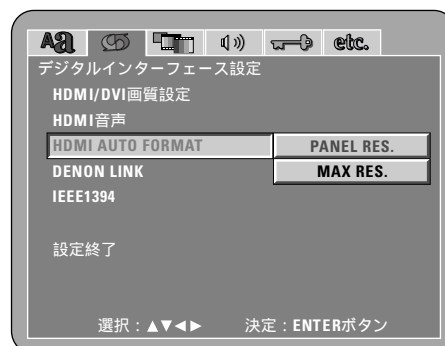 Aa etc.
デジタルインターフェース設定
HDMI/DVI画質設定
HDMI音声
HDMI AUTO FORMAT PANEL RES.
DENON LINK MAX RES.
IEEE1394
設定終了
選択：▲▼◀▶ 決定：ENTERボタン